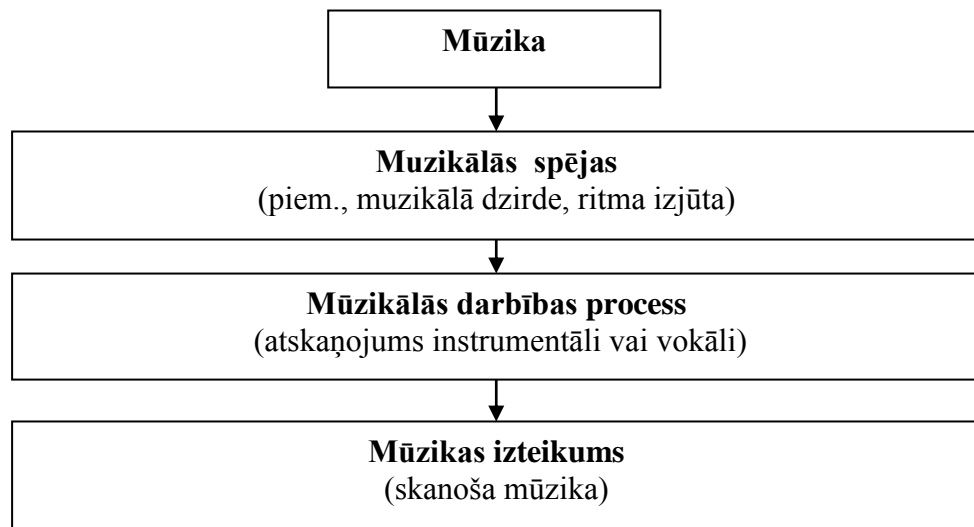 Mūzika
Muzikālās spējas
(piem., muzikālā dzirde, ritma izjūta)
Mūzikālās darbības process
(atskaņojums instrumentāli vai vokāli)
Mūzikas izteikums
(skanoša mūzika)